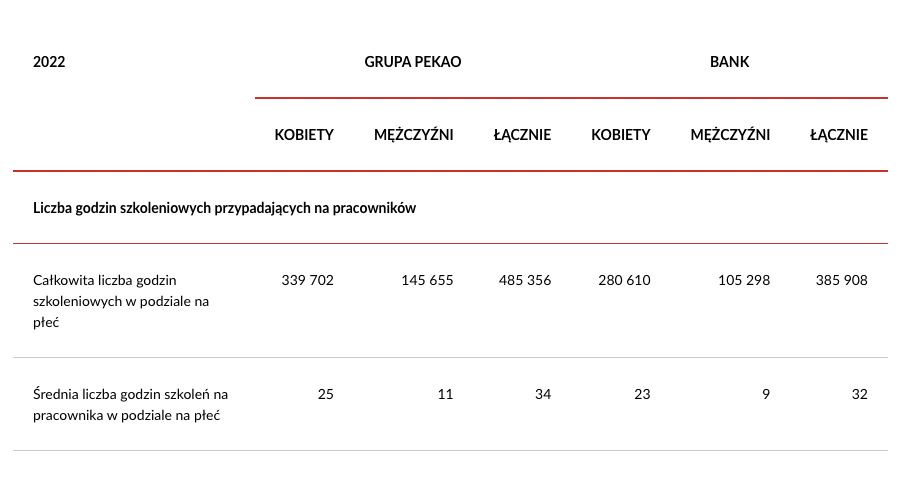 2022 GRUPA PEKAO BANK
KOBIETY MĘŻCZYŹNI ŁĄCZNIE KOBIETY MĘŻCZYŹNI ŁĄCZNIE
Liczba godzin szkoleniowych przypadających na pracowników
Całkowita liczba godzin 339 702 145 655 485 356 280 610 105 298 385 908
szkoleniowych w podziale na
płeć
Średnia liczba godzin szkoleń na 25 11 34 23 9 32
pracownika w podziale na płeć